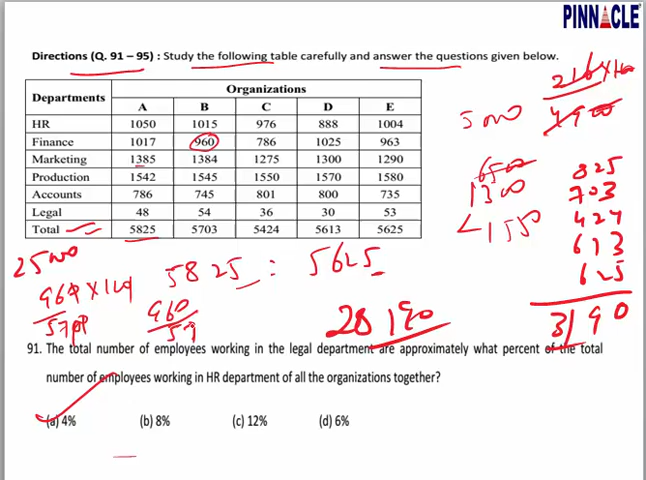 PINNACLE
Directions (Q. 91 – 95) : Study the following table carefully and answer the questions given below.
Departments Organizations
A B C D E
HR 1050 1015 976 888 1004
Finance 1017 960 786 1025 963
Marketing 1385 1384 1275 1300 1290
Production 1542 1545 1550 1570 1580
Accounts 786 745 801 800 735
Legal 48 54 36 30 53
Total 5825 5703 5424 5613 5625
1300
<1550
825
703
424
613
625
3190
5825 : 5625
960
28190
91. The total number of employees working in the legal department are approximately what percent of the total
number of employees working in HR department of all the organizations together?
(a) 4% (b) 8% (c) 12% (d) 6%